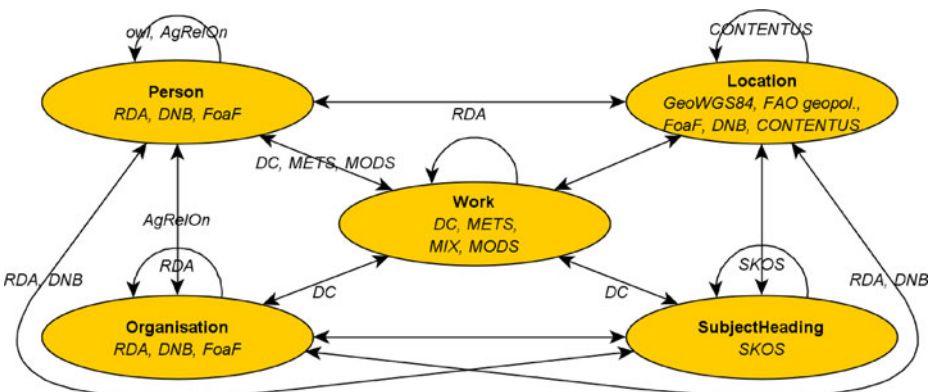 owl, AgRelOn
CONTENTUS
Person
RDA, DNB, FoaF
Location
GeoWGS84, FAO geopol.,
FoaF, DNB, CONTENTUS
RDA
DC, METS, MODS
Work
DC, METS,
MIX, MODS
AgRelOn
RDA
SKOS
RDA, DNB
RDA, DNB
DC
DC
Organisation
RDA, DNB, FoaF
SubjectHeading
SKOS